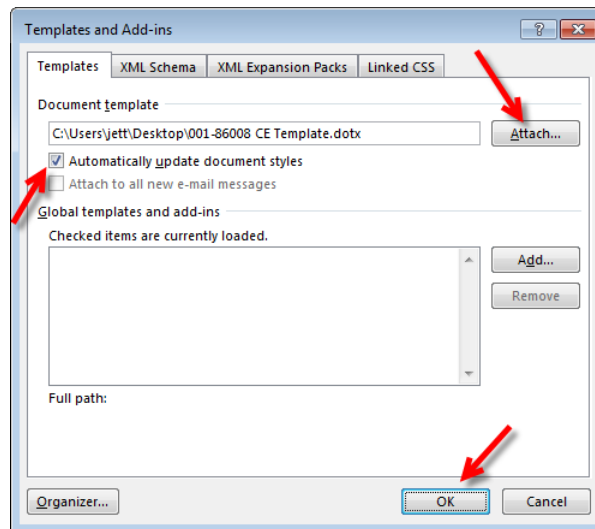 Templates and Add-ins
Templates XML Schema XML Expansion Packs Linked CSS
Document template
C:\Users\jett\Desktop\001-86008 CE Template.dotx Attach...
Automatically update document styles
Attach to all new e-mail messages
Global templates and add-ins
Checked items are currently loaded.
Add...
Remove
Full path:
Organizer... OK Cancel